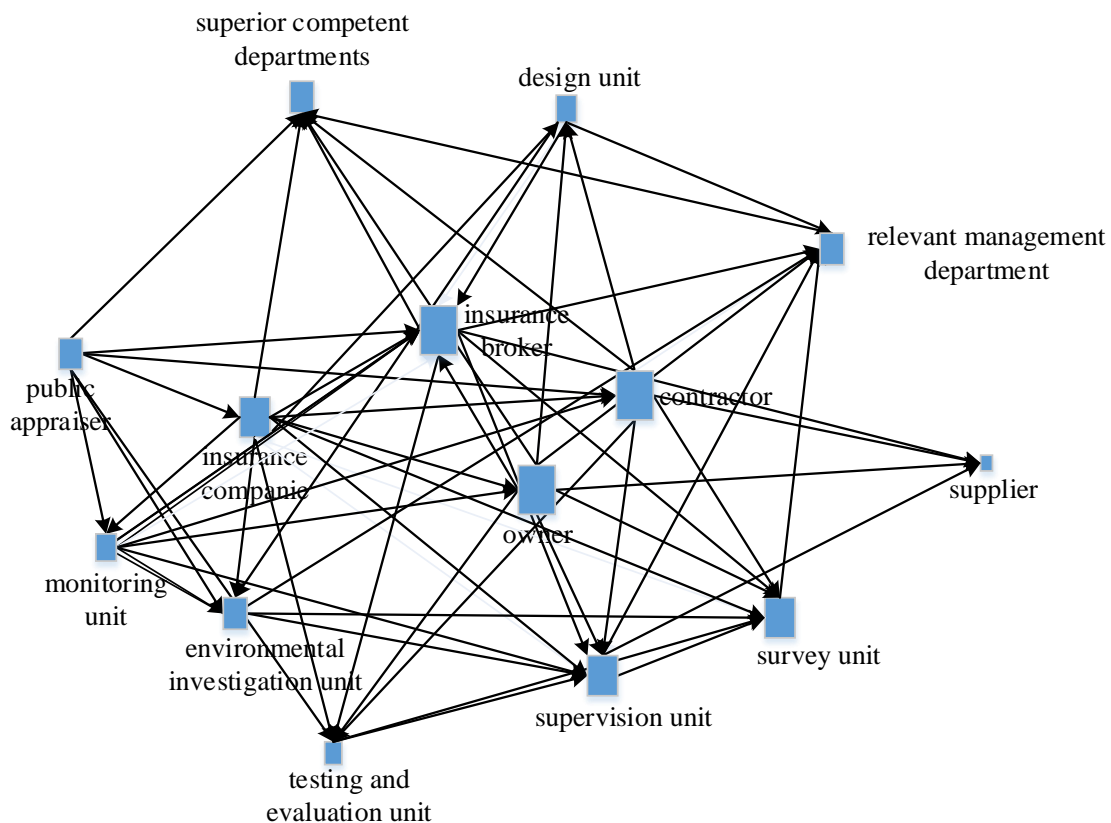 superior competent
departments
design unit
relevant management
department
insurance
broker
public
appraiser
contractor
insurance
companie
supplier
owner
monitoring
unit
environmental
investigation unit
survey unit
supervision unit
testing and
evaluation unit